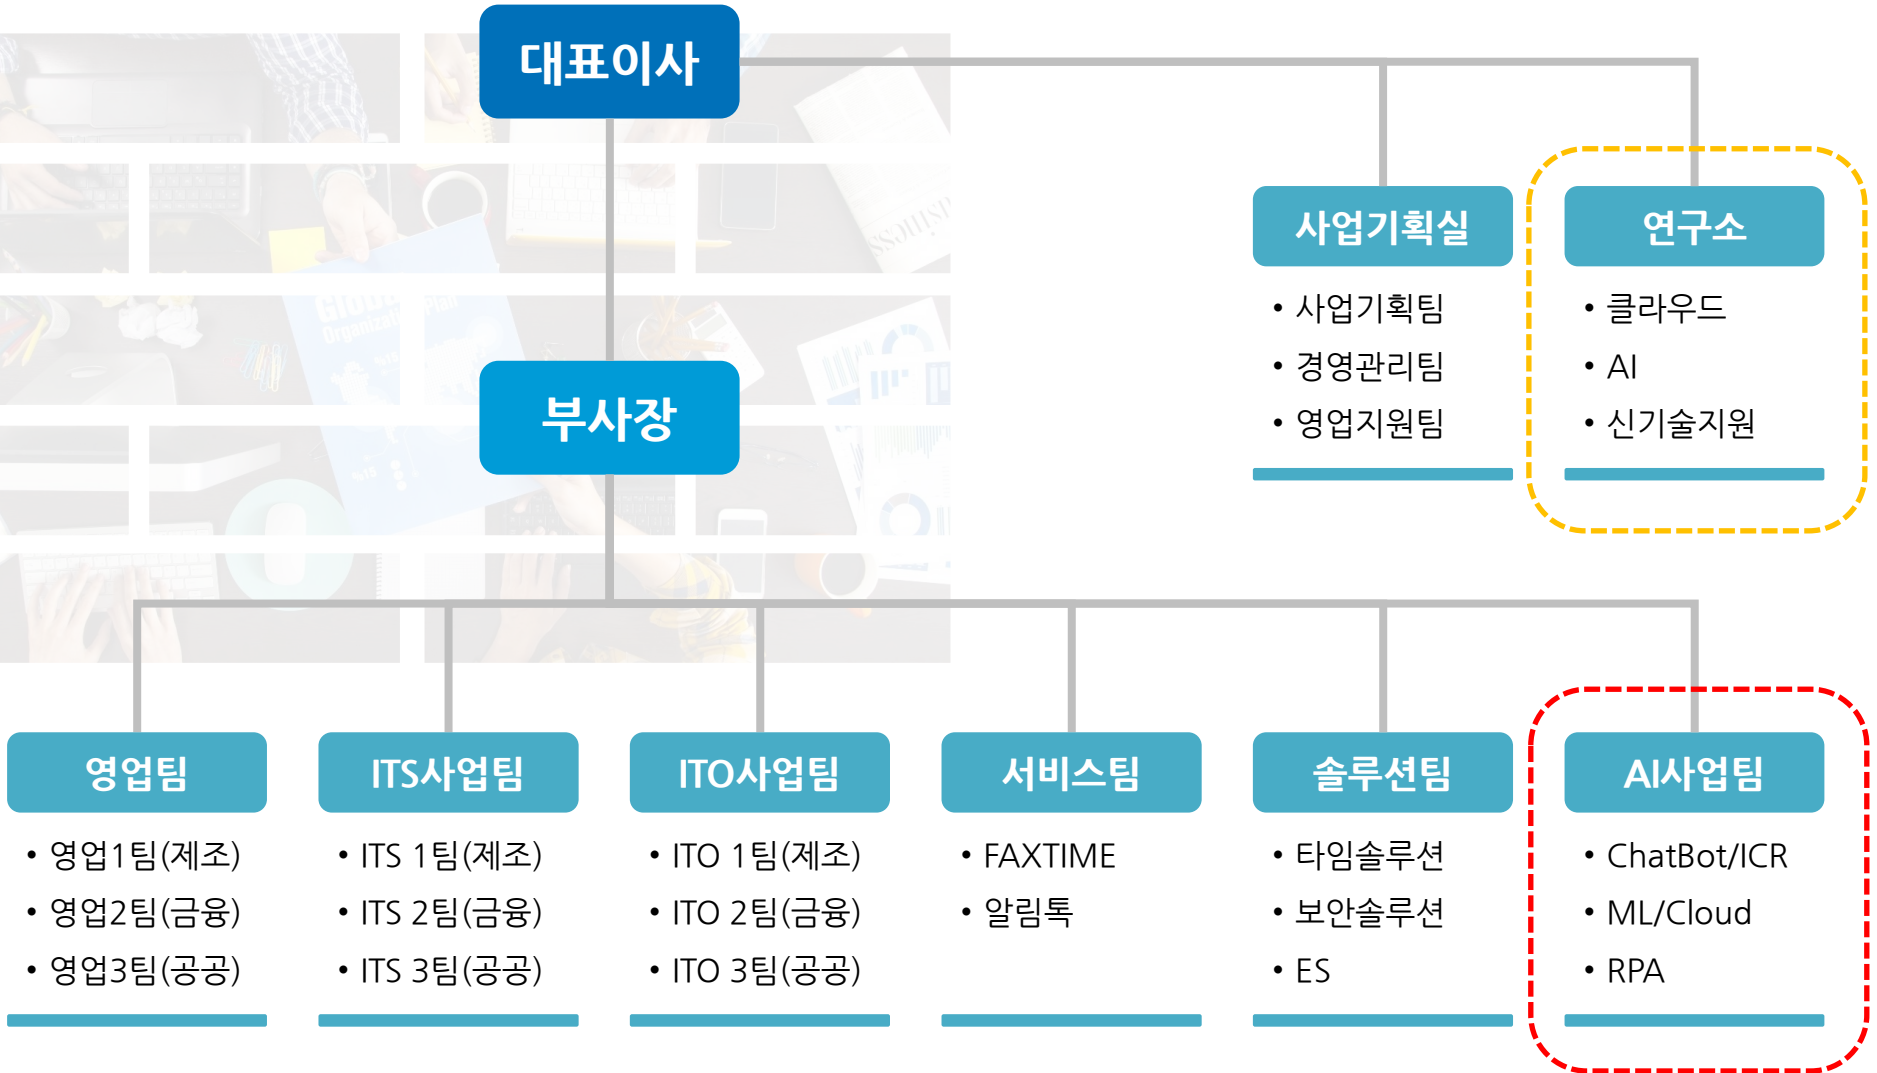 대표이사
사업기획실
• 사업기획팀
• 경영관리팀
• 영업지원팀
연구소
• 클라우드
• AI
• 신기술지원
Global
Organization Plan
부사장
영업팀
• 영업1팀(제조)
• 영업2팀(금융)
• 영업3팀(공공)
ITS사업팀
• ITS 1팀(제조)
• ITS 2팀(금융)
• ITS 3팀(공공)
ITO사업팀
• ITO 1팀(제조)
• ITO 2팀(금융)
• ITO 3팀(공공)
서비스팀
• FAXTIME
• 알림톡
솔루션팀
• 타임솔루션
• 보안솔루션
• ES
AI사업팀
• ChatBot/ICR
• ML/Cloud
• RPA